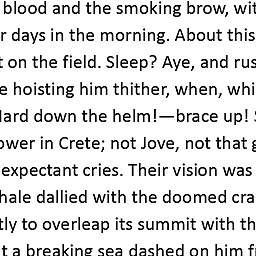 blood and the smoking brow, wit
r days in the morning. About this
t on the field. Sleep? Aye, and rus
e hoisting him thither, when, whi
Hard down the helm!—brace up! S
ower in Crete; not Jove, not that g
expectant cries. Their vision was
hale dallied with the doomed cra
tly to overleap its summit with th
t a breaking sea dashed on him f